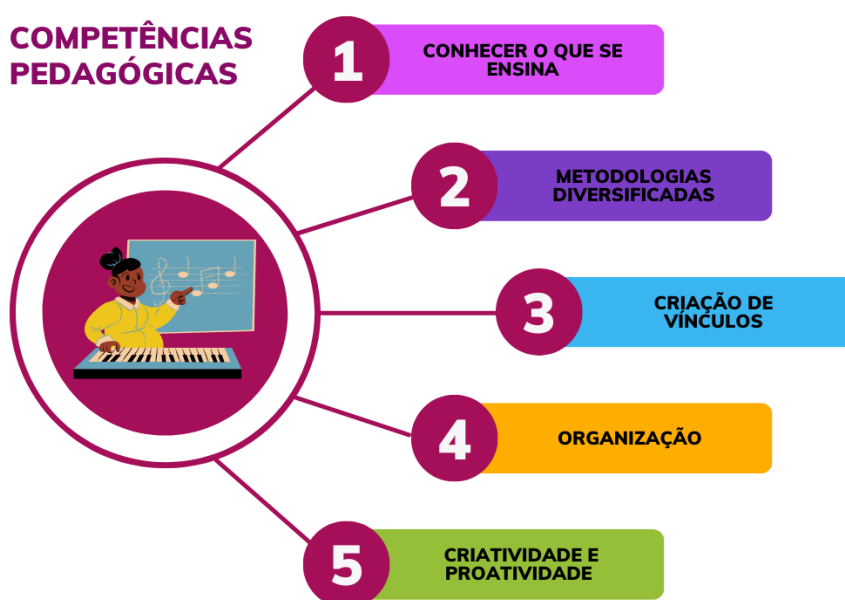 COMPETÊNCIAS
PEDAGÓGICAS
1
CONHECER O QUE SE
ENSINA
2
METODOLOGIAS
DIVERSIFICADAS
3
CRIAÇÃO DE
VÍNCULOS
4
ORGANIZAÇÃO
5
CRIATIVIDADE E
PROATIVIDADE